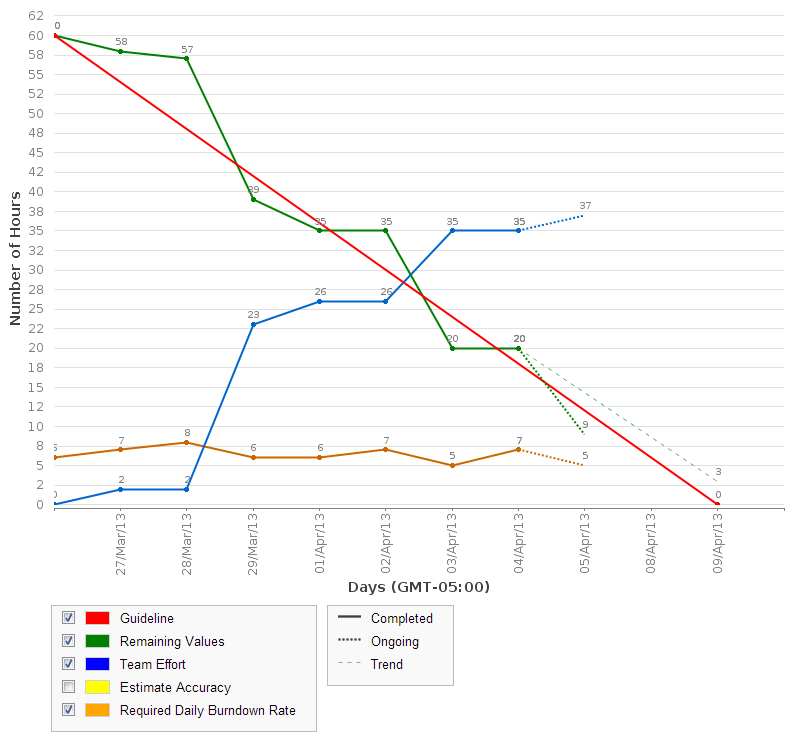 62
0
60
58
57
58
55
52
50
48
45
42
39
40
38
37
35
35
35
35
35
32
30
26
26
28
25
23
22
20
20
20
18
15
12
10
9
8
8
7
7
7
6
6
5
5
5
3
2
2
2
0
0
0
Number of Hours
27/Mar/13
28/Mar/13
29/Mar/13
01/Apr/13
02/Apr/13
03/Apr/13
04/Apr/13
05/Apr/13
08/Apr/13
09/Apr/13
Days (GMT-05:00)
Guideline
Remaining Values
Team Effort
Estimate Accuracy
Required Daily Burndown Rate
Completed
Ongoing
Trend